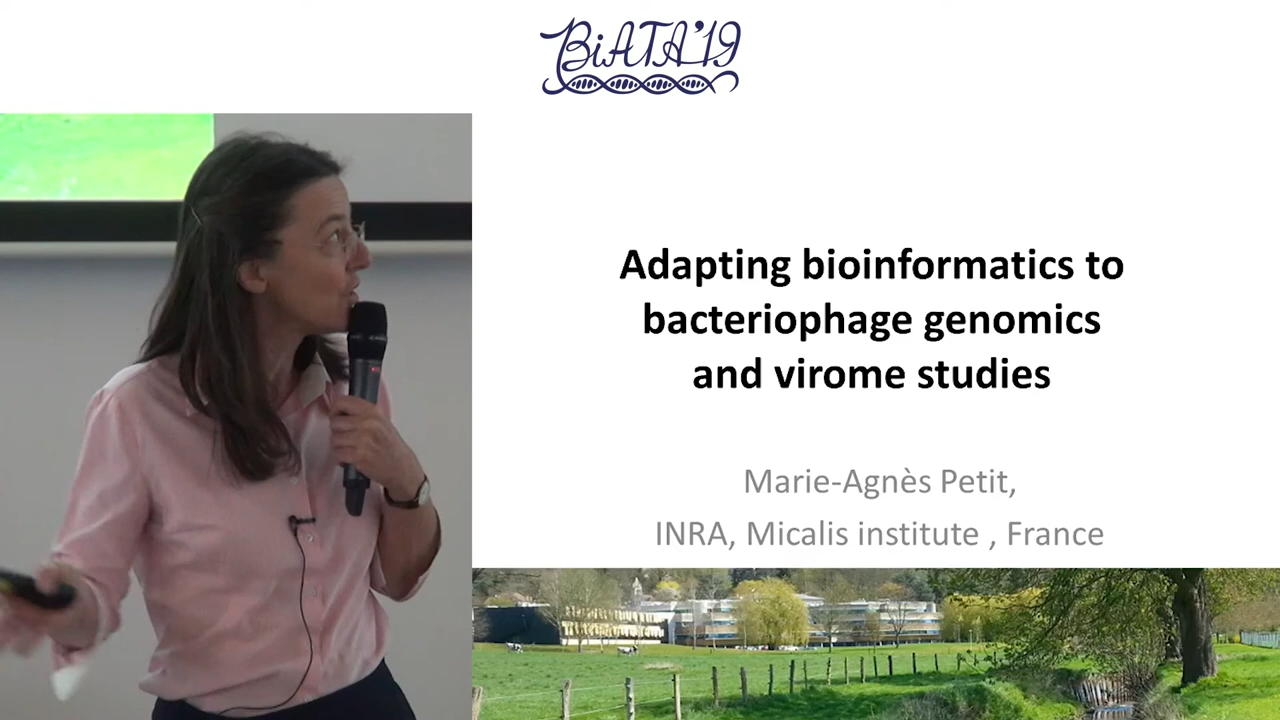 BiATA'19
Adapting bioinformatics to
bacteriophage genomics
and virome studies
Marie-Agnès Petit,
INRA, Micalis institute , France